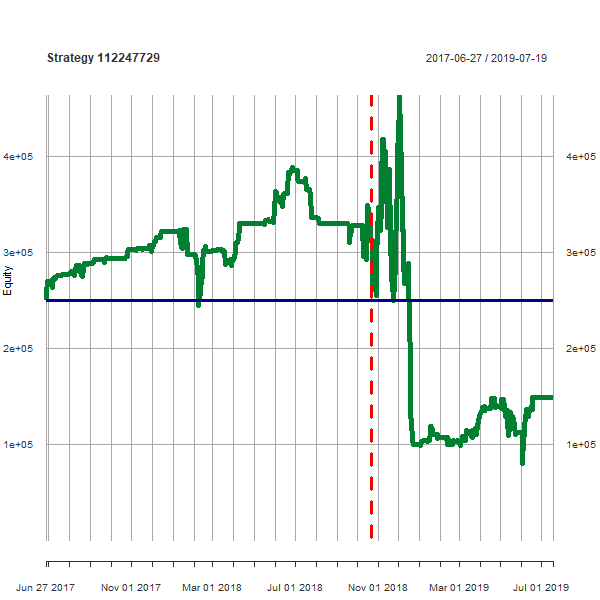 Strategy 112247729
2017-06-27 / 2019-07-19
4e+05
4e+05
3e+05
3e+05
Equity
2e+05
2e+05
1e+05
1e+05
Jun 27 2017
Nov 01 2017
Mar 01 2018
Jul 01 2018
Nov 01 2018
Mar 01 2019
Jul 01 2019